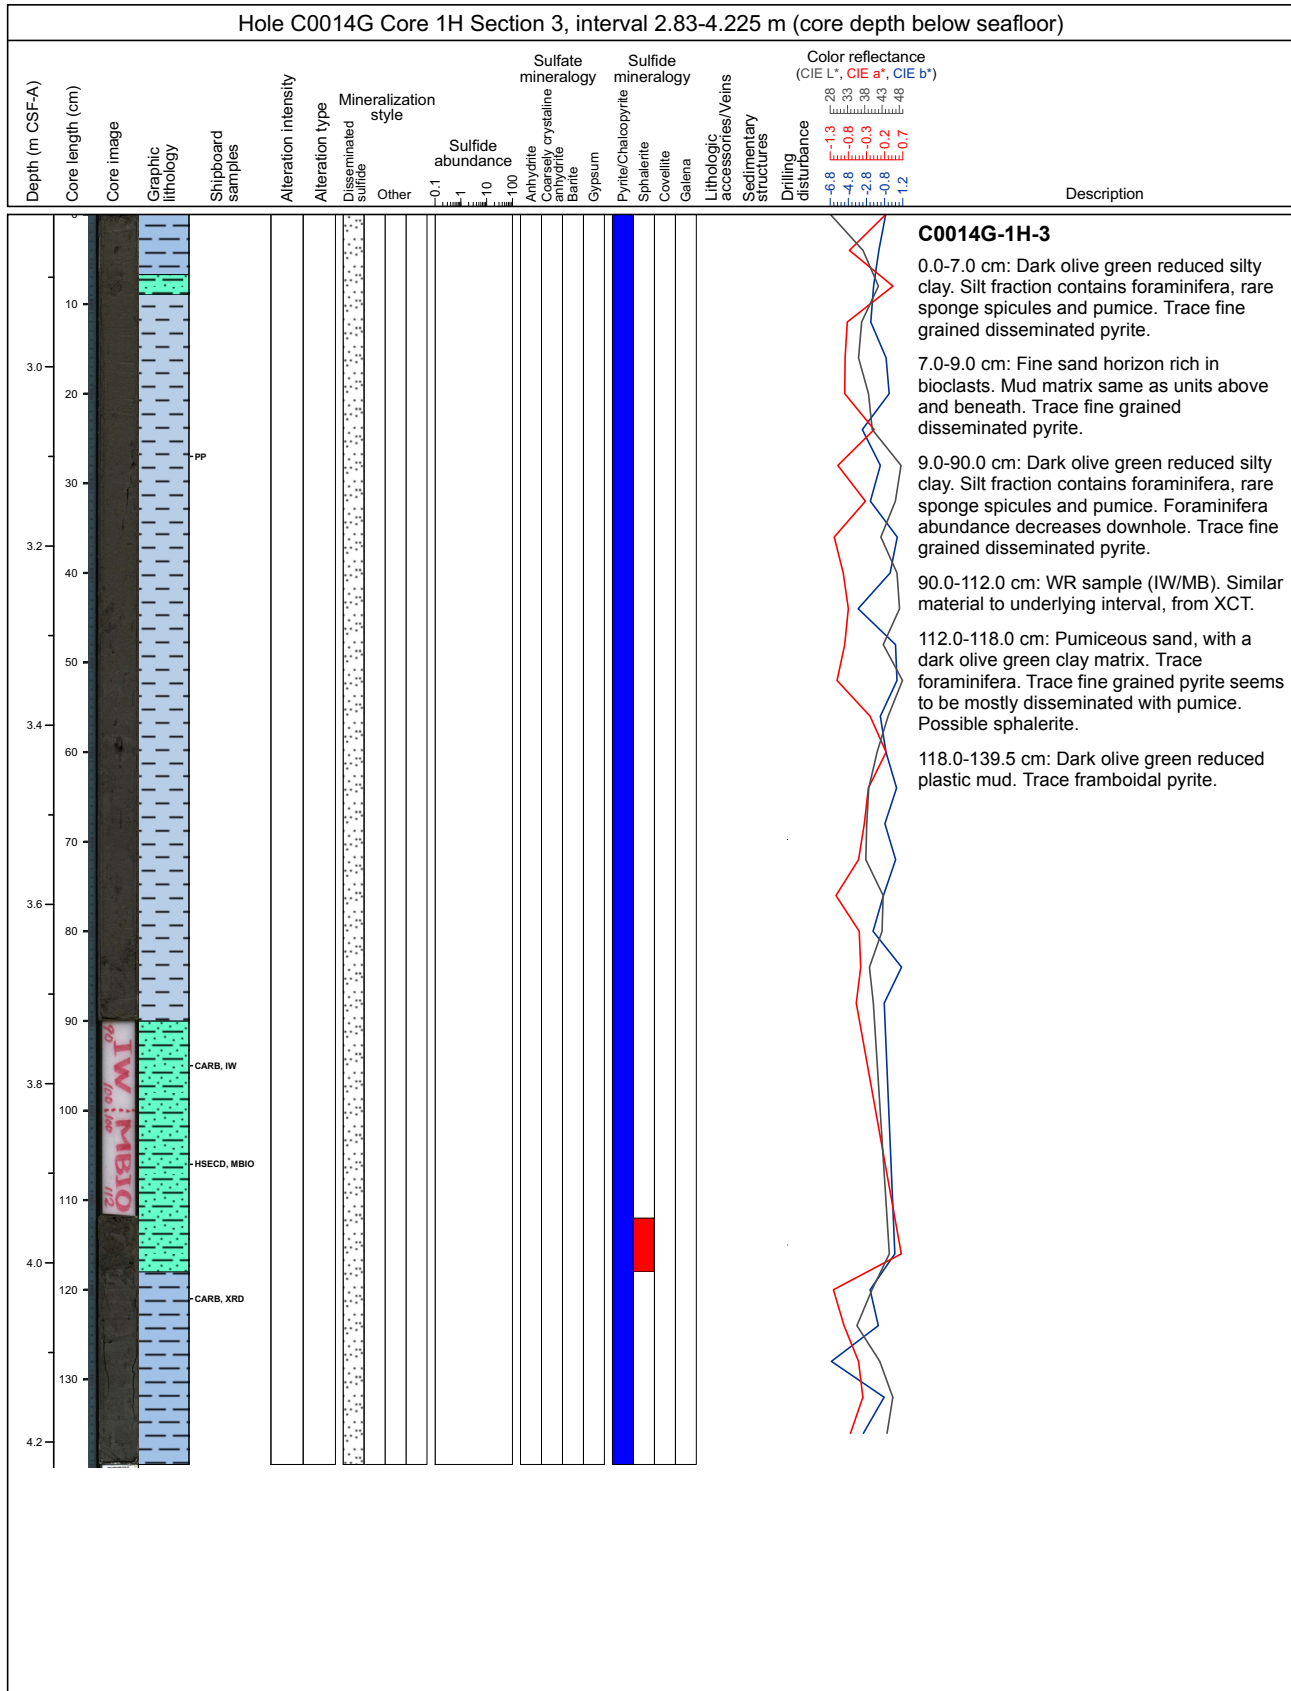 Hole C0014G Core 1H Section 3, interval 2.83-4.225 m (core depth below seafloor)
Depth (m CSF-A)
Core length (cm)
Core image
Graphic
lithology
Shipboard
samples
Alteration intensity
Alteration type
Mineralization
style
Disseminated
sulfide
Other
Sulfide
abundance
0.1
1
10
100
Sulfate
mineralogy
Anhydrite
Coarsely crystaline
anhydrite
Barite
Gypsum
Sulfide
mineralogy
Pyrite/Chalcopyrite
Sphalerite
Covellite
Galena
Lithologic
accessories/Veins
Sedimentary
structures
Drilling
disturbance
Color reflectance
(CIE L*, CIE a*, CIE b*)
28 33 38 43 48
-1.3 -0.8 -0.3 0.2 0.7
-6.8 -4.8 -2.8 -0.8 1.2
Description
C0014G-1H-3
0.0-7.0 cm: Dark olive green reduced silty
clay. Silt fraction contains foraminifera, rare
sponge spicules and pumice. Trace fine
grained disseminated pyrite.
7.0-9.0 cm: Fine sand horizon rich in
bioclasts. Mud matrix same as units above
and beneath. Trace fine grained
disseminated pyrite.
9.0-90.0 cm: Dark olive green reduced silty
clay. Silt fraction contains foraminifera, rare
sponge spicules and pumice. Foraminifera
abundance decreases downhole. Trace fine
grained disseminated pyrite.
90.0-112.0 cm: WR sample (IW/MB). Similar
material to underlying interval, from XCT.
112.0-118.0 cm: Pumiceous sand, with a
dark olive green clay matrix. Trace
foraminifera. Trace fine grained pyrite seems
to be mostly disseminated with pumice.
Possible sphalerite.
118.0-139.5 cm: Dark olive green reduced
plastic mud. Trace framboidal pyrite.
3.0
3.2
3.4
3.6
3.8
4.0
4.2
0
10
20
30
40
50
60
70
80
90
100
110
120
130
90
IW
100
100
MBIO
112
PP
CARB, IW
HSECD, MBIO
CARB, XRD